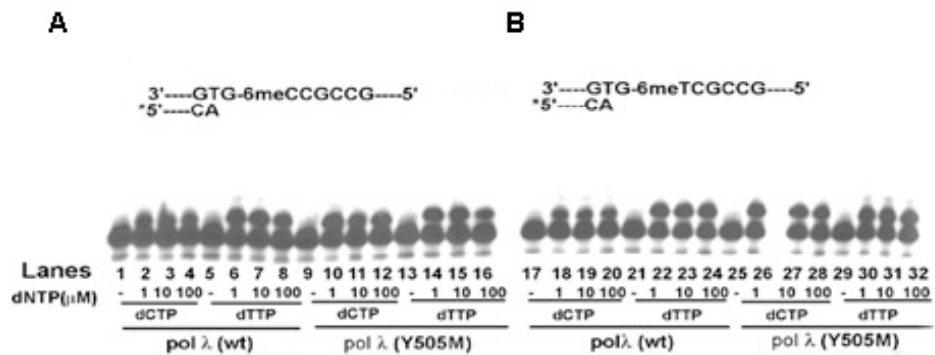 A
B
3'----GTG-6meCCGCCG----5'
*5'----CA
3'----GTG-6meTCGCCG----5'
*5'----CA
Lanes 1 2 3 4 5 6 7 8 9 10 11 12 13 14 15 16 17 18 19 20 21 22 23 24 25 26 27 28 29 30 31 32
dNTP(μM) - 1 10 100 - 1 10 100 - 1 10 100 - 1 10 100 - 1 10 100 - 1 10 100 - 1 10 100 - 1 10 100
dCTP dTTP dCTP dTTP dCTP dTTP dCTP dTTP
pol λ (wt) pol λ (Y505M) pol λ (wt) pol λ (Y505M)